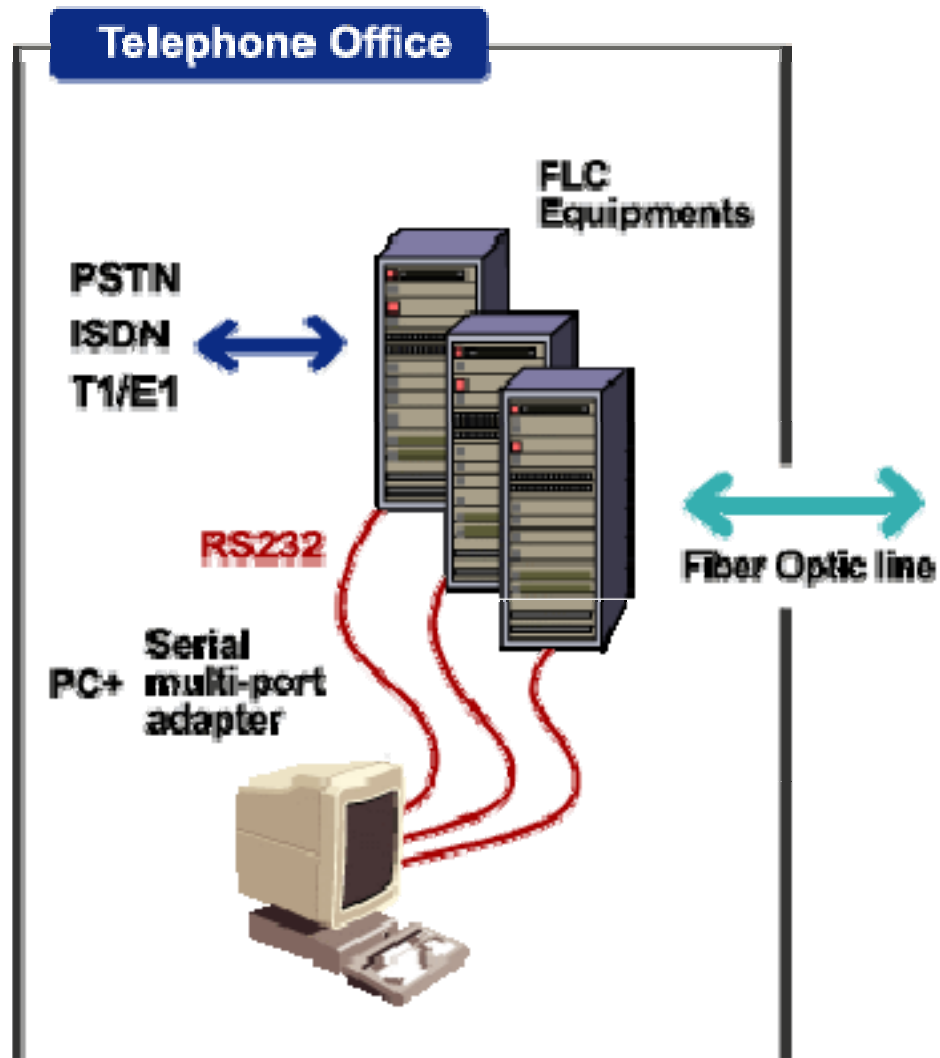 Telephone Office
FLC
Equipments
PSTN
ISDN
T1/E1
Fiber Optic line
RS232
Serial
PC+ multi-port
adapter